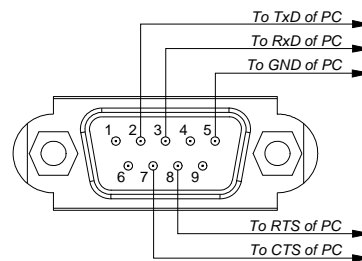 To TxD of PC
To RxD of PC
To GND of PC
1 2 3 4 5
6 7 8 9
To RTS of PC
To CTS of PC